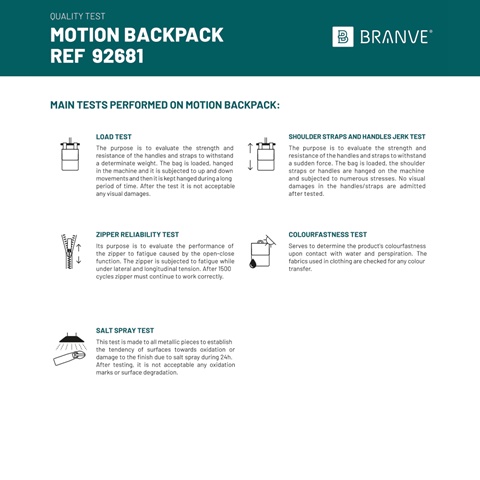 QUALITY TEST
MOTION BACKPACK
REF 92681
BRANVE®
MAIN TESTS PERFORMED ON MOTION BACKPACK:
LOAD TEST
The purpose is to evaluate the strength and
resistance of the handles and straps to withstand
a determinate weight. The bag is loaded, hanged
in the machine and it is subjected to up and down
movements and then it is kept hanged during a long
period of time. After the test it is not acceptable
any visual damages.
SHOULDER STRAPS AND HANDLES JERK TEST
The purpose is to evaluate the strength and
resistance of the handles and straps to withstand
a sudden force. The bag is loaded, the shoulder
straps or handles are hanged on the machine
and subjected to numerous stresses. No visual
damages in the handles/straps are admitted
after tested.
ZIPPER RELIABILITY TEST
Its purpose is to evaluate the performance of
the zipper to fatigue caused by the open-close
function. The zipper is subjected to fatigue while
under lateral and longitudinal tension. After 1500
cycles zipper must continue to work correctly.
COLOURFASTNESS TEST
Serves to determine the product's colourfastness
upon contact with water and perspiration. The
fabrics used in clothing are checked for any colour
transfer.
SALT SPRAY TEST
This test is made to all metallic pieces to establish
the tendency of surfaces towards oxidation or
damage to the finish due to salt spray during 24h.
After testing, it is not acceptable any oxidation
marks or surface degradation.